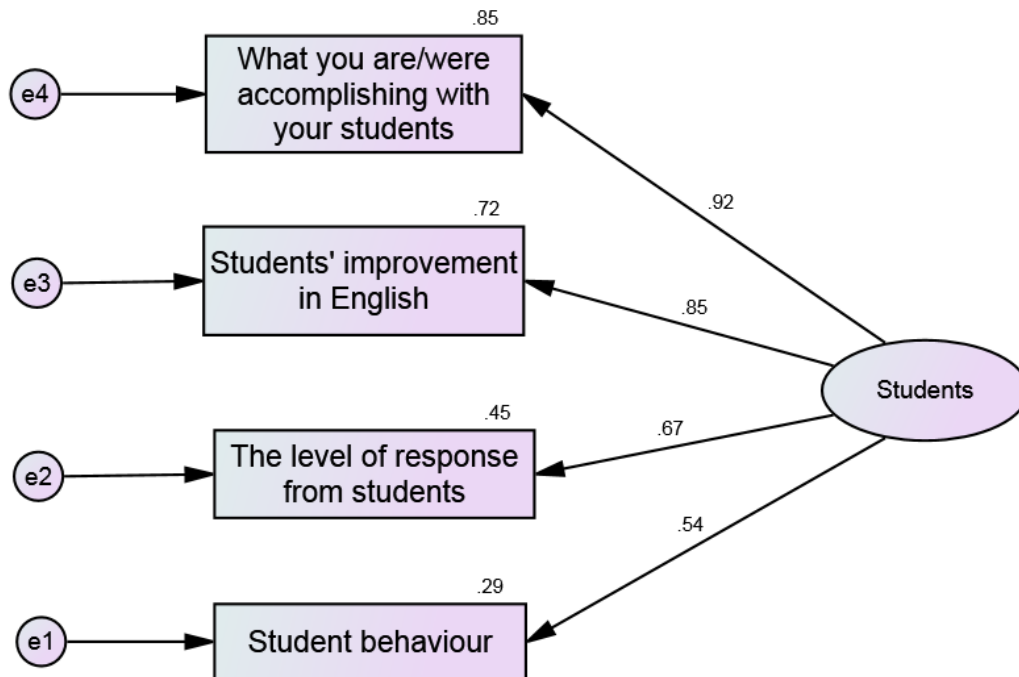 .85
e4
What you are/were
accomplishing with
your students
.92
.72
e3
Students' improvement
in English
.85
Students
.45
e2
The level of response
from students
.67
.54
.29
e1
Student behaviour